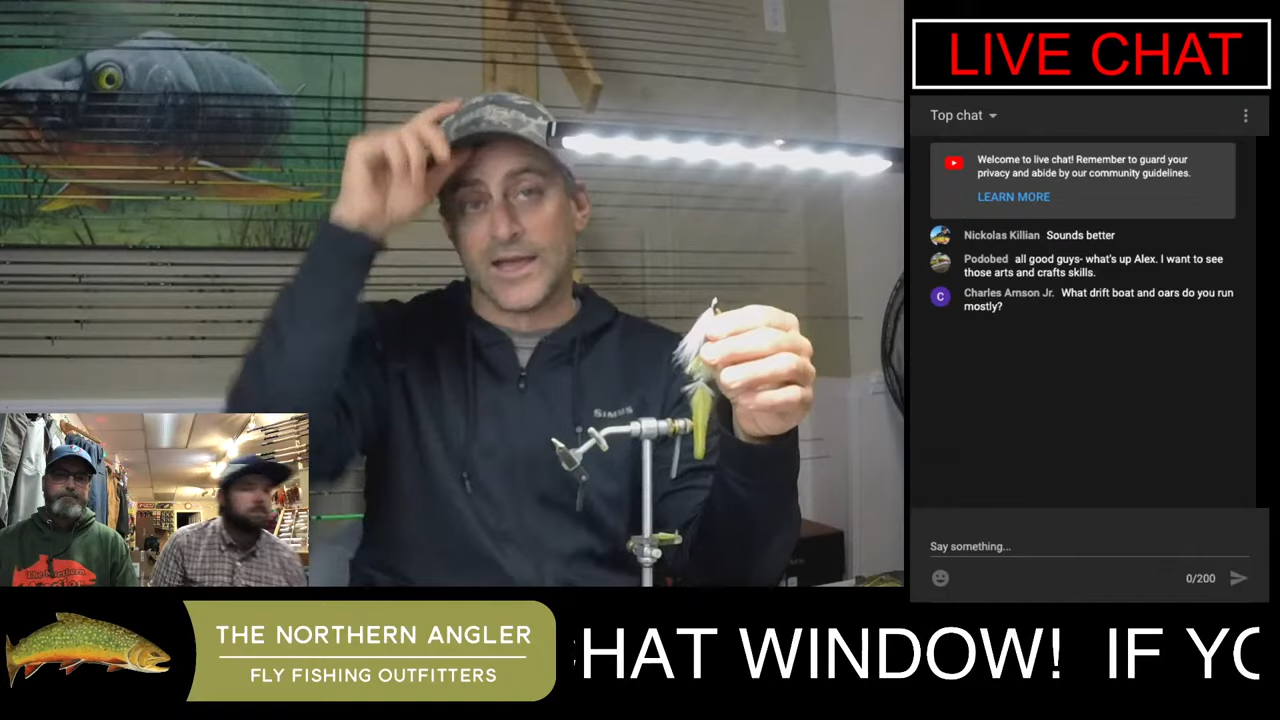 LIVE CHAT
Top chat
Welcome to live chat! Remember to guard your
privacy and abide by our community guidelines.
LEARN MORE
Nickolas Killian Sounds better
Podobed all good guys- what's up Alex. I want to see
those arts and crafts skills.
Charles Arnson Jr. What drift boat and oars do you run
mostly?
Say something...
0/200
SIMMS
The Northern
THE NORTHERN ANGLER
FLY FISHING OUTFITTERS
HAT WINDOW! IF YO